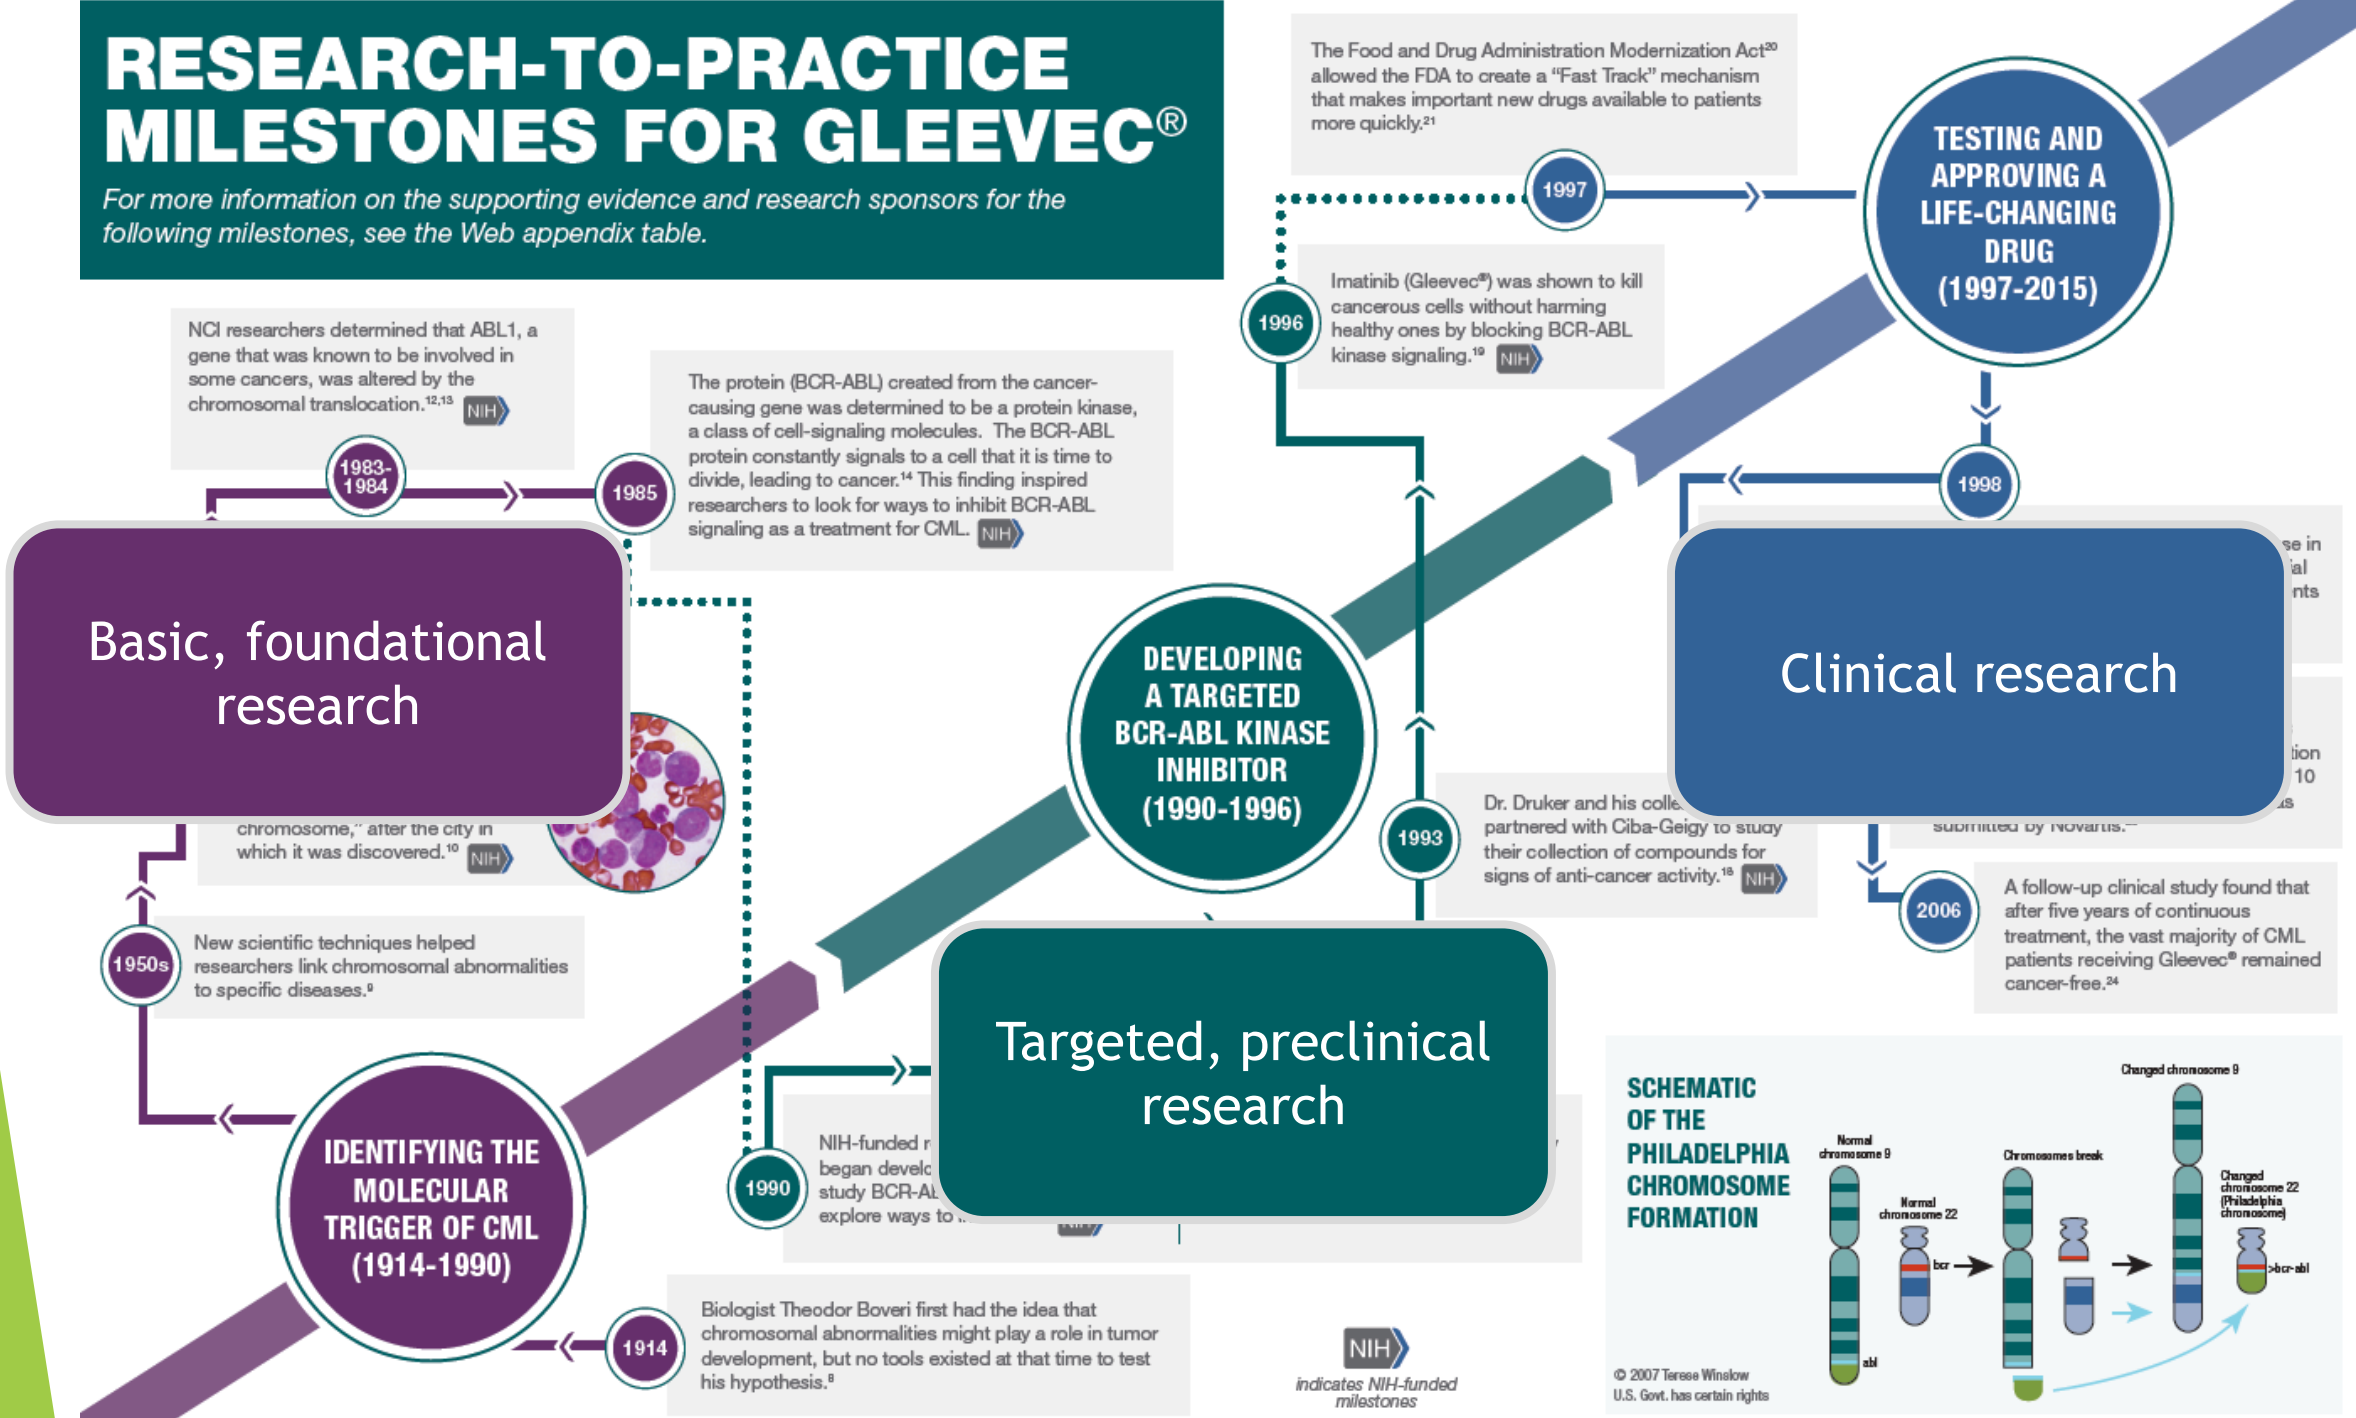 RESEARCH-TO-PRACTICE
MILESTONES FOR GLEEVEC®
For more information on the supporting evidence and research sponsors for the
following milestones, see the Web appendix table.
The Food and Drug Administration Modernization Act²⁰
allowed the FDA to create a “Fast Track” mechanism
that makes important new drugs available to patients
more quickly.²¹
1997
TESTING AND
APPROVING A
LIFE-CHANGING
DRUG
(1997-2015)
1996
Imatinib (Gleevec®) was shown to kill
cancerous cells without harming
healthy ones by blocking BCR-ABL
kinase signaling.¹⁹ NIH
NCI researchers determined that ABL1, a
gene that was known to be involved in
some cancers, was altered by the
chromosomal translocation.¹²,¹³ NIH
1983-
1984
1985
The protein (BCR-ABL) created from the cancer-
causing gene was determined to be a protein kinase,
a class of cell-signaling molecules.  The BCR-ABL
protein constantly signals to a cell that it is time to
divide, leading to cancer.¹⁴ This finding inspired
researchers to look for ways to inhibit BCR-ABL
signaling as a treatment for CML. NIH
1998
se in
Basic, foundational
research
Clinical research
DEVELOPING
A TARGETED
BCR-ABL KINASE
INHIBITOR
(1990-1996)
10
submitted by Novartis.
chromosome,” after the city in
which it was discovered.¹⁰ NIH
1993
Dr. Druker and his
partnered with Ciba-Geigy to study
their collection of compounds for
signs of anti-cancer activity.¹⁸ NIH
2006
A follow-up clinical study found that
after five years of continuous
treatment, the vast majority of CML
patients receiving Gleevec® remained
cancer-free.²⁴
1950s
New scientific techniques helped
researchers link chromosomal abnormalities
to specific diseases.⁹
Targeted, preclinical
research
IDENTIFYING THE
MOLECULAR
TRIGGER OF CML
(1914-1990)
1990
NIH-funded
began
study
explore ways to
NIH
1914
Biologist Theodor Boveri first had the idea that
chromosomal abnormalities might play a role in tumor
development, but no tools existed at that time to test
his hypothesis.⁸
NIH
indicates NIH-funded
milestones
SCHEMATIC
OF THE
PHILADELPHIA
CHROMOSOME
FORMATION
Normal
chromosome 9
Normal
chromosome 22
bcr
abl
Chromosomes break
Changed chromosome 9
Changed
chromosome 22
(Philadelphia
chromosome)
>bcr-abl
© 2007 Terese Winslow
U.S. Govt. has certain rights